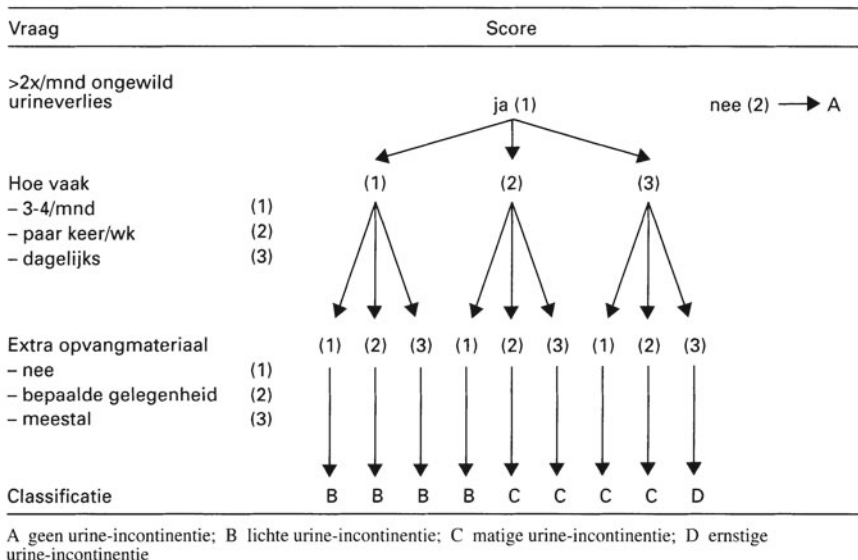 Vraag Score
>2x/mnd ongewild
urineverlies
ja (1) nee (2) A
Hoe vaak (1) (2) (3)
– 3-4/mnd (1)
– paar keer/wk (2)
– dagelijks (3)
Extra opvangmateriaal (1) (2) (3) (1) (2) (3) (1) (2) (3)
– nee (1)
– bepaalde gelegenheid (2)
– meestal (3)
Classificatie B B B B C C C C D
A geen urine-incontinentie; B lichte urine-incontinentie; C matige urine-incontinentie; D ernstige
urine-incontinentie